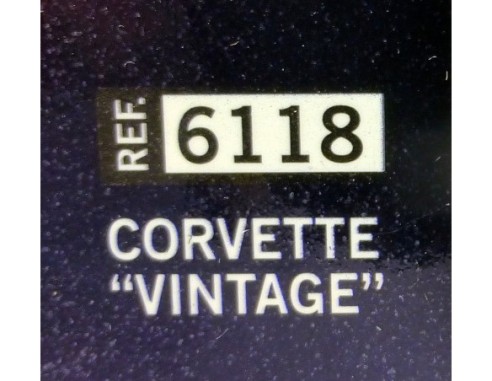 REF. 6118
CORVETTE
“VINTAGE”